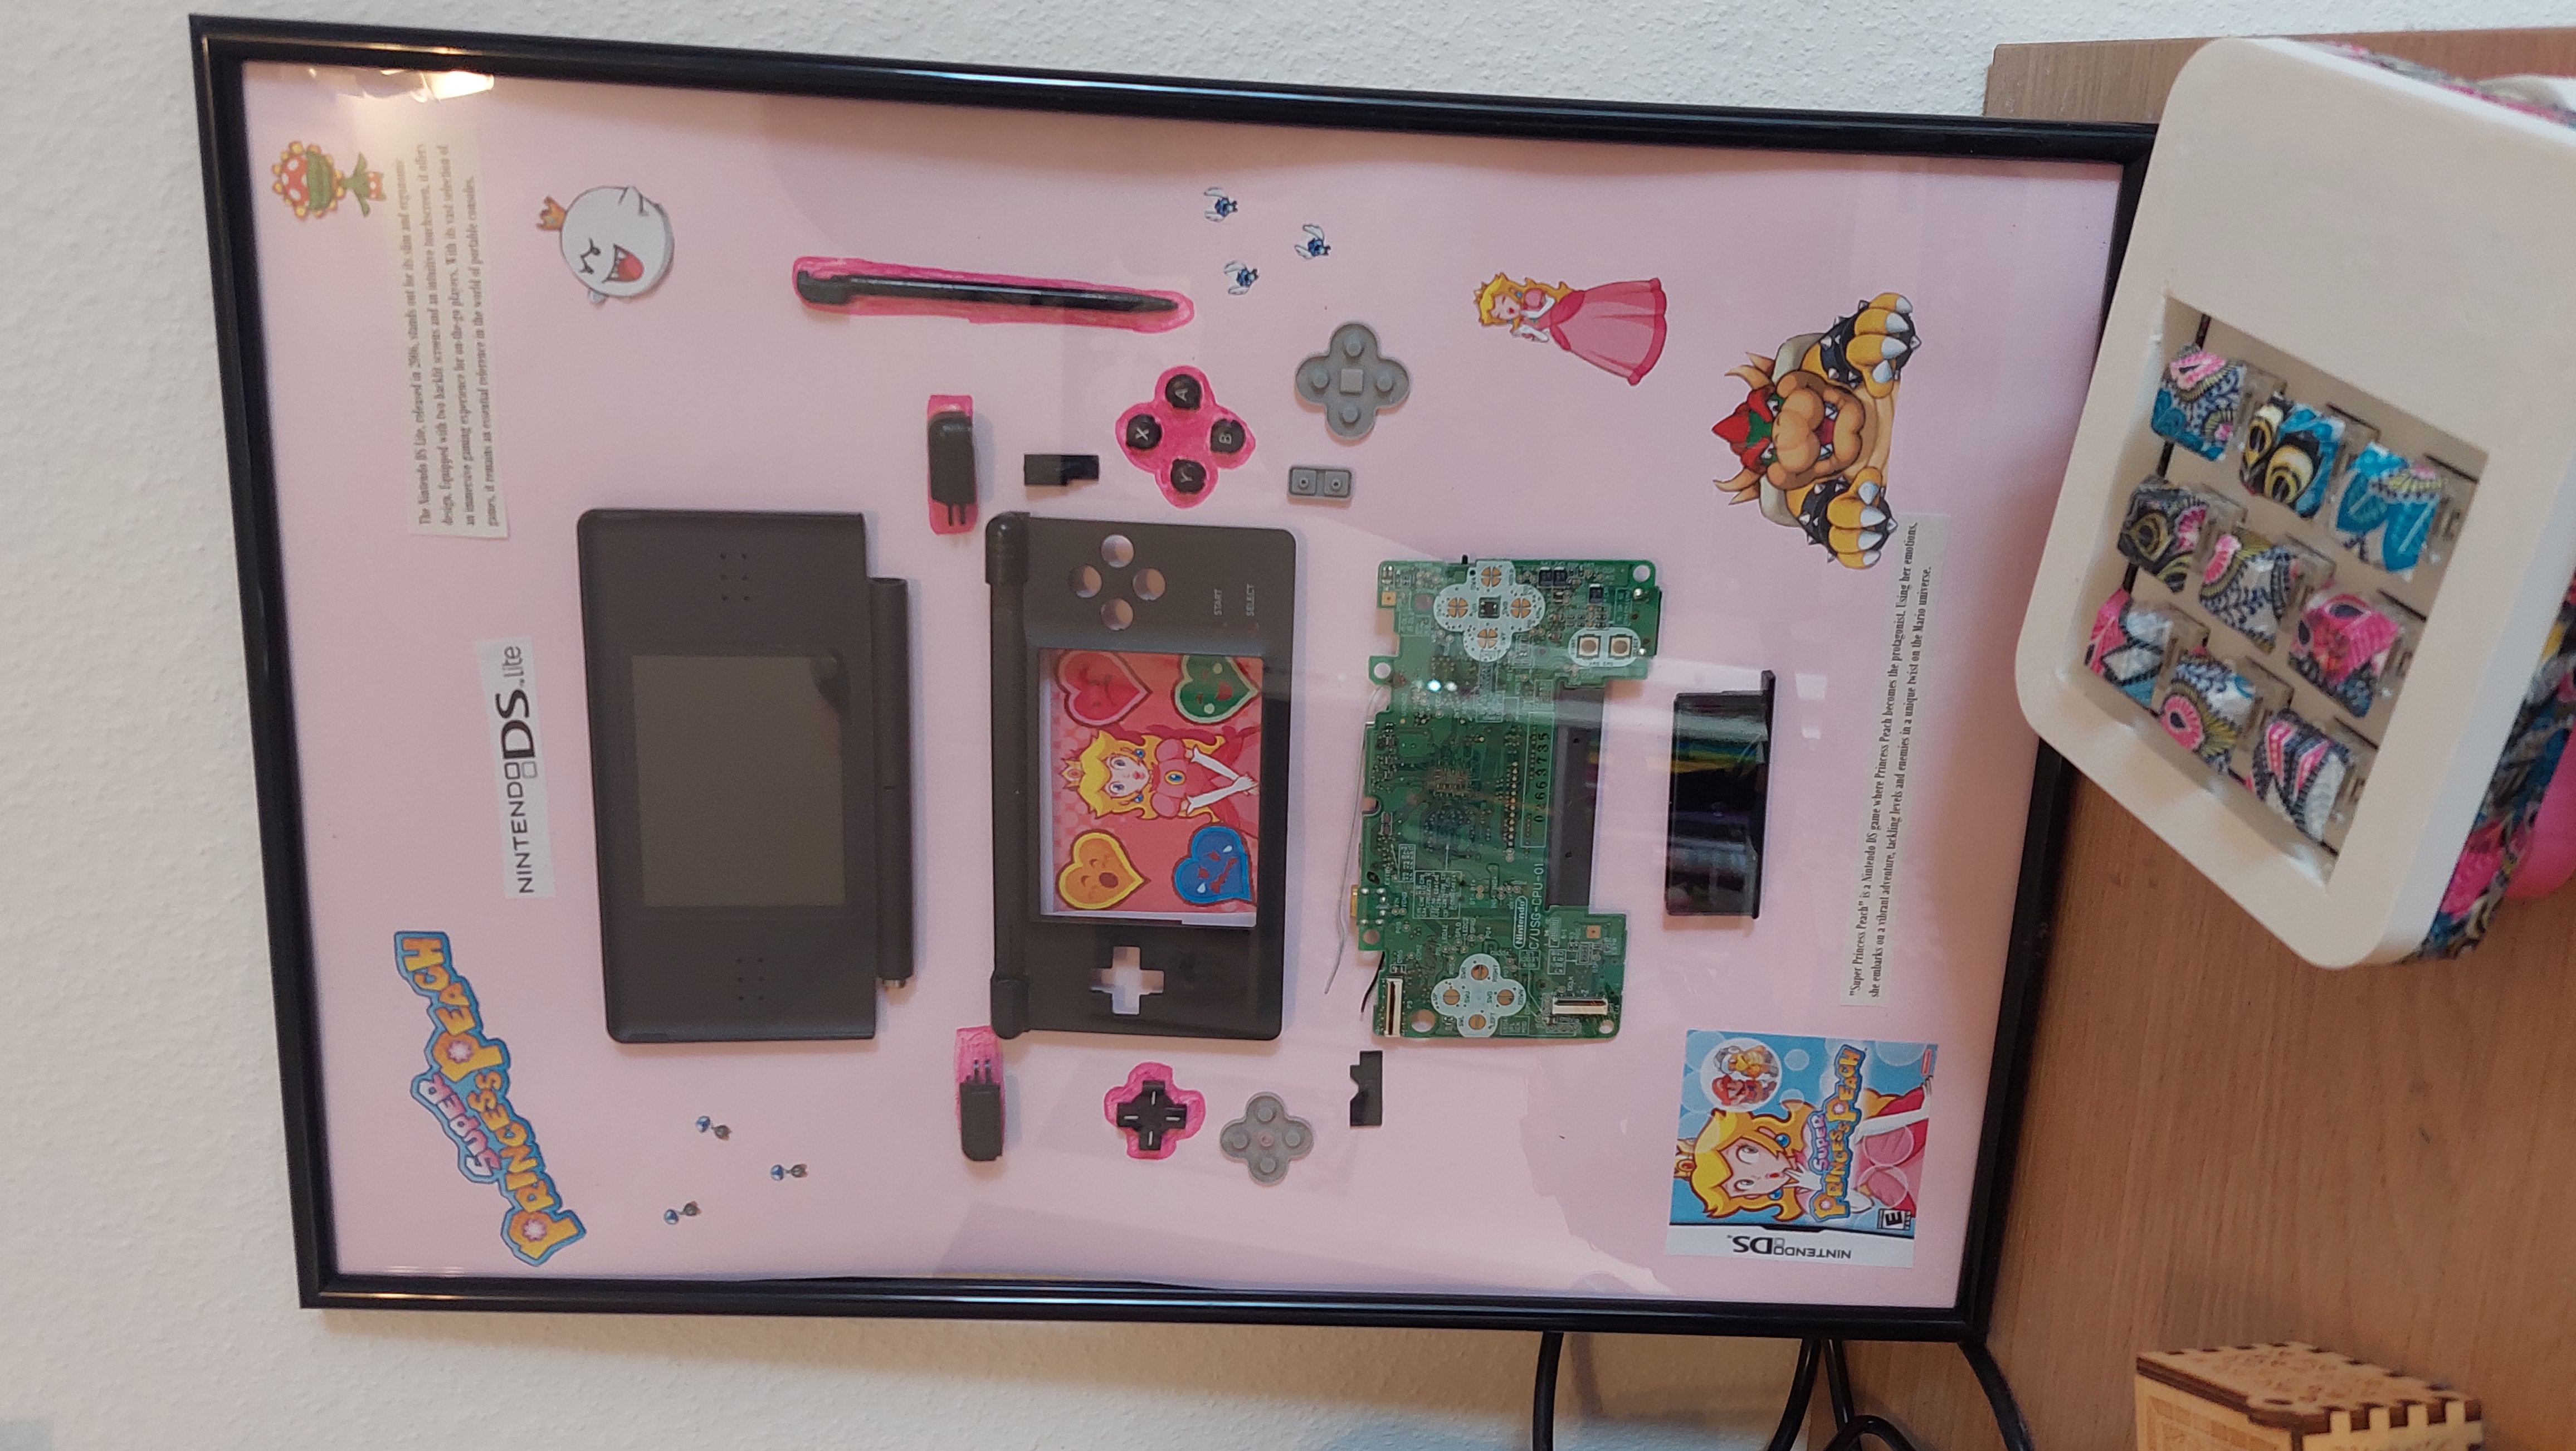 The Nintendo DS Lite, released in 2006, stands out for its slim and ergonomic
design. Equipped with two backlit screens and an intuitive touchscreen, it offers
an immersive gaming experience for on-the-go players. With its vast selection of
games, it remains an essential reference in the world of portable consoles.
SUPER
PRINCESS PEACH
NINTENDO DS™ Lite
X
Y A
B
START
SELECT
Nintendo
C/USG-CPU-01
02663735
NINTENDO DS™
SUPER
PRINCESS PEACH
E
"Super Princess Peach" is a Nintendo DS game where Princess Peach becomes the protagonist. Using her emotions,
she embarks on a vibrant adventure, tackling levels and enemies in a unique twist on the Mario universe.